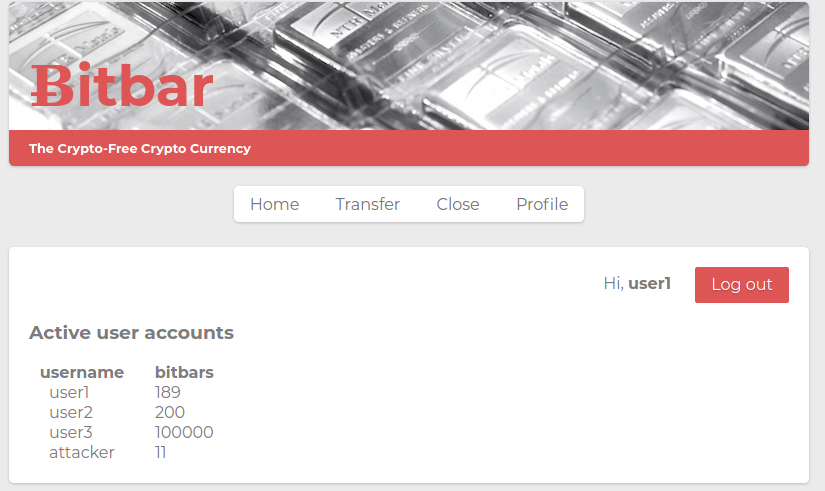 Ƀitbar
The Crypto-Free Crypto Currency
Home Transfer Close Profile
Hi, user1 Log out
Active user accounts
username bitbars
user1 189
user2 200
user3 100000
attacker 11